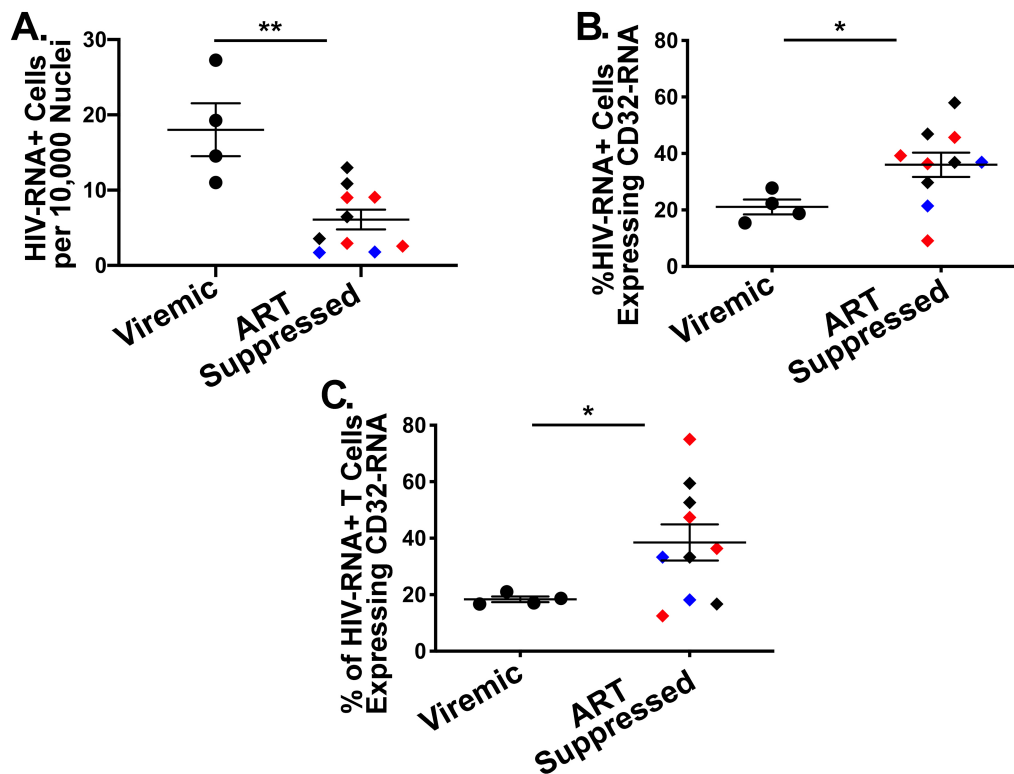 A.
**
HIV-RNA+ Cells
per 10,000 Nuclei
30
20
10
0
Viremic
ART
Suppressed
B.
*
%HIV-RNA+ Cells
Expressing CD32-RNA
80
60
40
20
0
Viremic
ART
Suppressed
C.
*
% of HIV-RNA+ T Cells
Expressing CD32-RNA
80
60
40
20
0
Viremic
ART
Suppressed